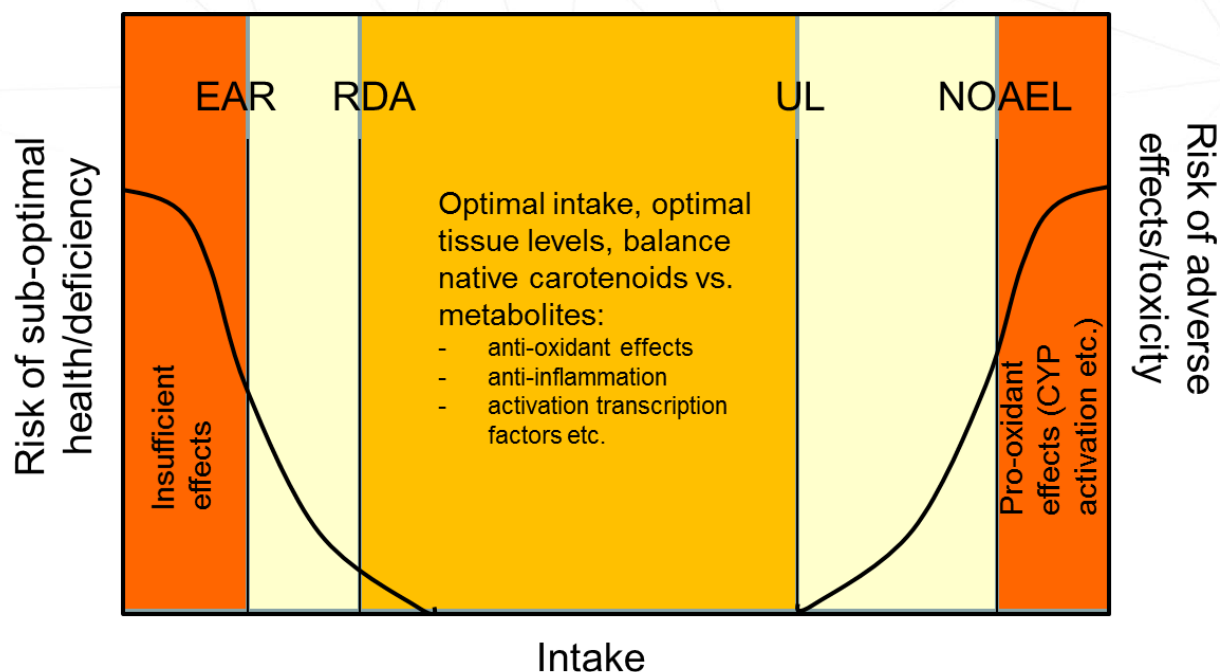 EAR
RDA
UL
NOAEL
Risk of sub-optimal
health/deficiency
Insufficient
effects
Optimal intake, optimal
tissue levels, balance
native carotenoids vs.
metabolites:
- anti-oxidant effects
- anti-inflammation
- activation transcription
factors etc.
Pro-oxidant
effects (CYP
activation etc.)
Risk of adverse
effects/toxicity
Intake